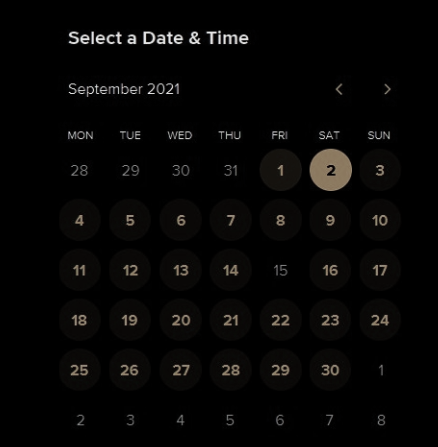 Select a Date & Time
September 2021 < >
MON TUE WED THU FRI SAT SUN
28 29 30 31 1 2 3
4 5 6 7 8 9 10
11 12 13 14 15 16 17
18 19 20 21 22 23 24
25 26 27 28 29 30 1
2 3 4 5 6 7 8